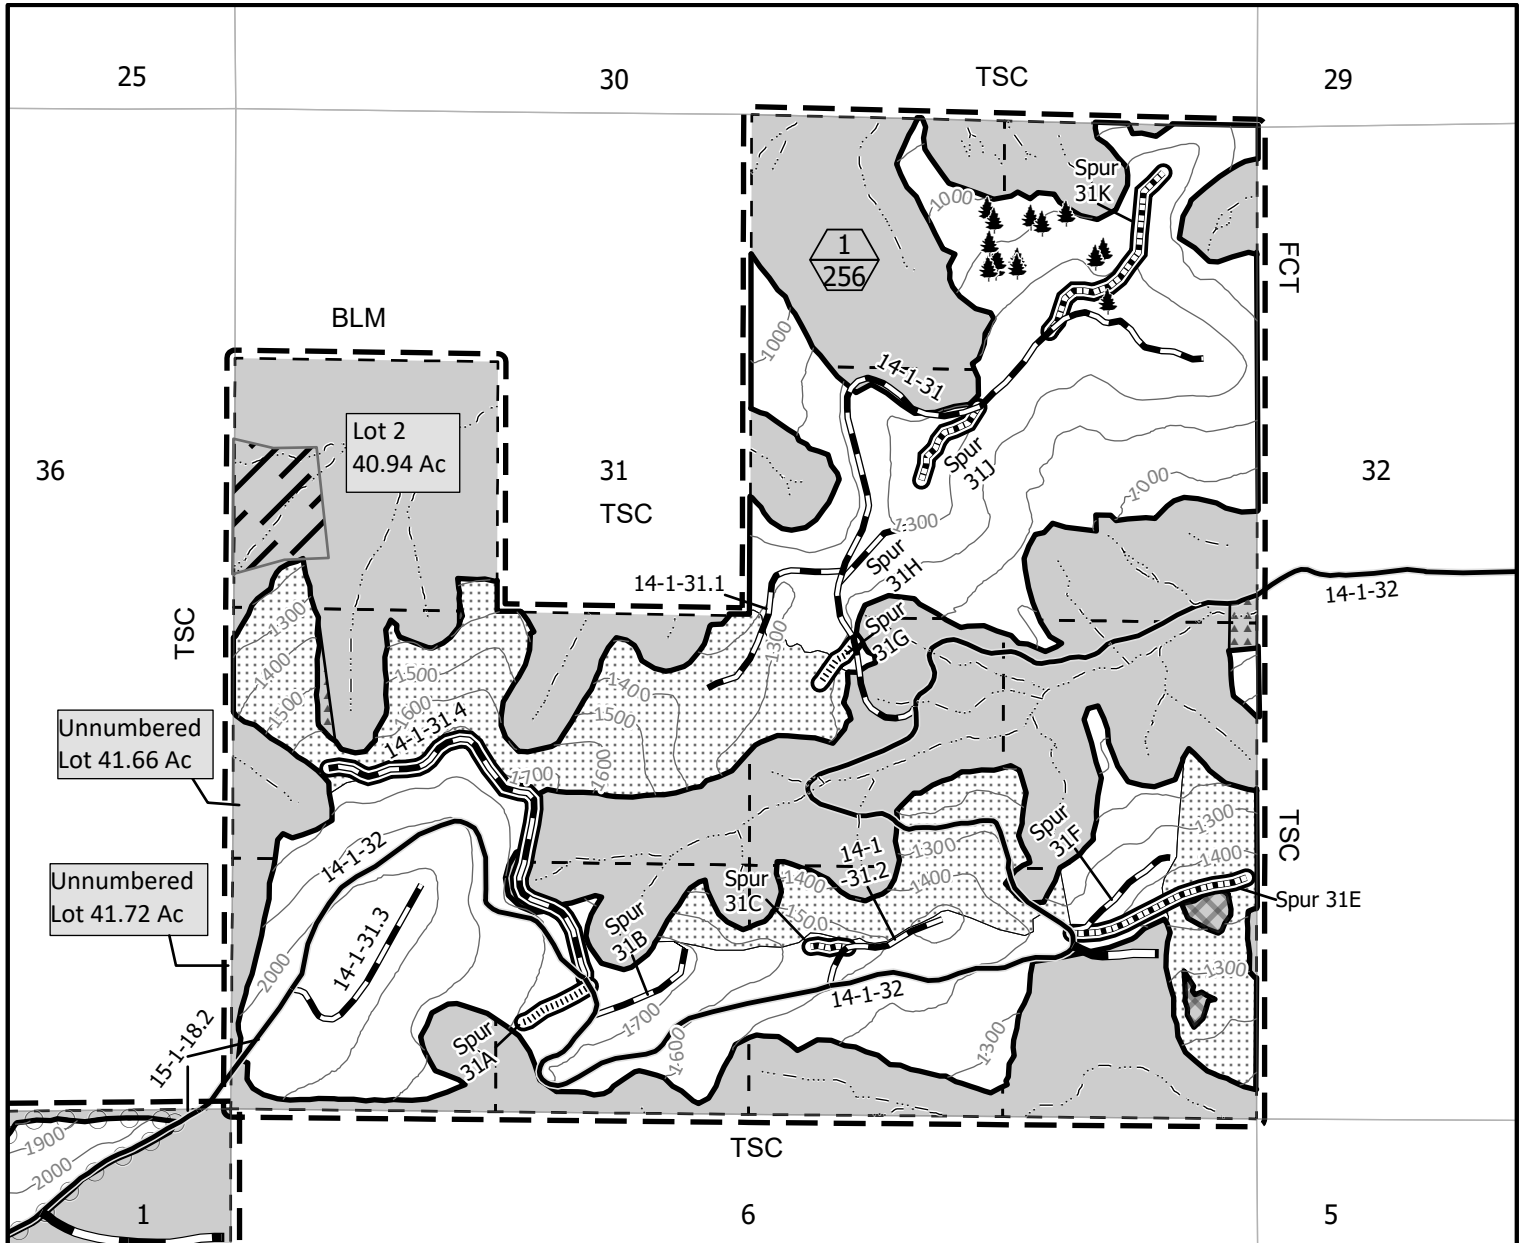 25
30
TSC
29
Spur
31K
1000
1
256
FCT
BLM
1000
14-1-31
Lot 2
40.94 Ac
36
31
TSC
Spur
31J
32
1000
1300
Spur
31H
14-1-31.1
14-1-32
1300
TSC
1300
Spur
31G
1400
1500
1500
1400
1600
1500
Unnumbered
Lot 41.66 Ac
14-1-31.4
1700
1600
14-1-32
Spur
31F
1300
TSC
14-1
-31.2
1300
1400
Unnumbered
Lot 41.72 Ac
Spur
31C
1400
1400
1500
Spur 31E
14-1-31.3
Spur
31B
2000
14-1-32
1300
1700
15-1-18.2
Spur
31A
1600
1300
TSC
1900
2000
1
6
5